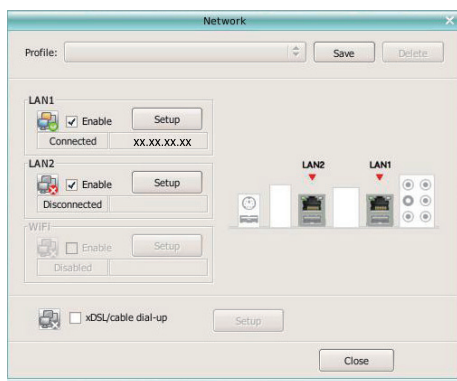 Network
Profile:
Save
Delete
LAN1
Enable
Setup
Connected
XX.XX.XX.XX
LAN2
Enable
Setup
Disconnected
WIFI
Enable
Setup
Disabled
LAN2
LAN1
xDSL/cable dial-up
Setup
Close